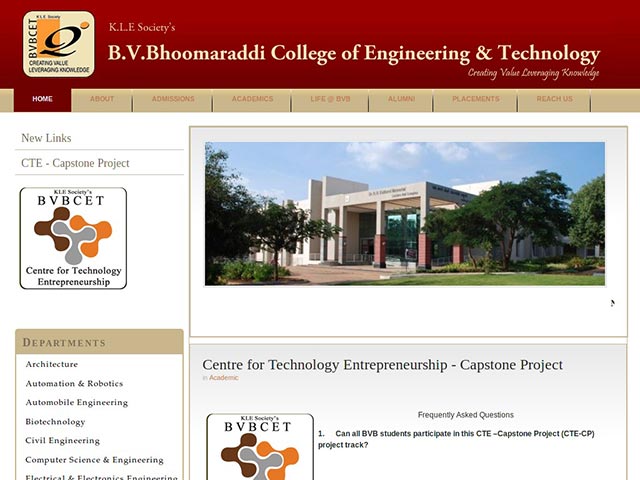 K.L.E Society
BVBCET
CREATING VALUE
LEVERAGING KNOWLEDGE
K.L.E Society's
B.V.Bhoomaraddi College of Engineering & Technology
Creating Value Leveraging Knowledge
HOME ABOUT ADMISSIONS ACADEMICS LIFE @ BVB ALUMNI PLACEMENTS REACH US
New Links
CTE - Capstone Project
KLE Society's
BVBCET
Centre for Technology
Entrepreneurship
DEPARTMENTS
Architecture
Automation & Robotics
Automobile Engineering
Biotechnology
Civil Engineering
Computer Science & Engineering
Electrical & Electronics Engineering
Centre for Technology Entrepreneurship - Capstone Project
in Academic
KLE Society's
BVBCET
Frequently Asked Questions
1. Can all BVB students participate in this CTE –Capstone Project (CTE-CP)
project track?